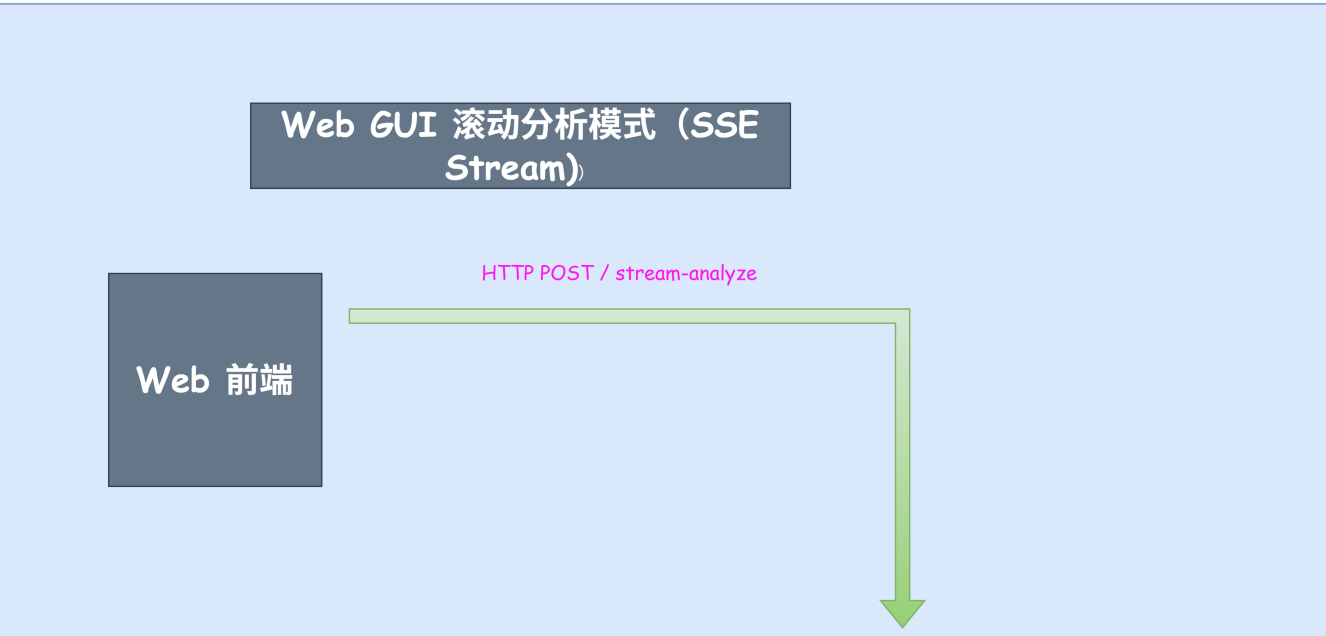 Web GUI 滚动分析模式（SSE
Stream)）
HTTP POST / stream-analyze
Web 前端